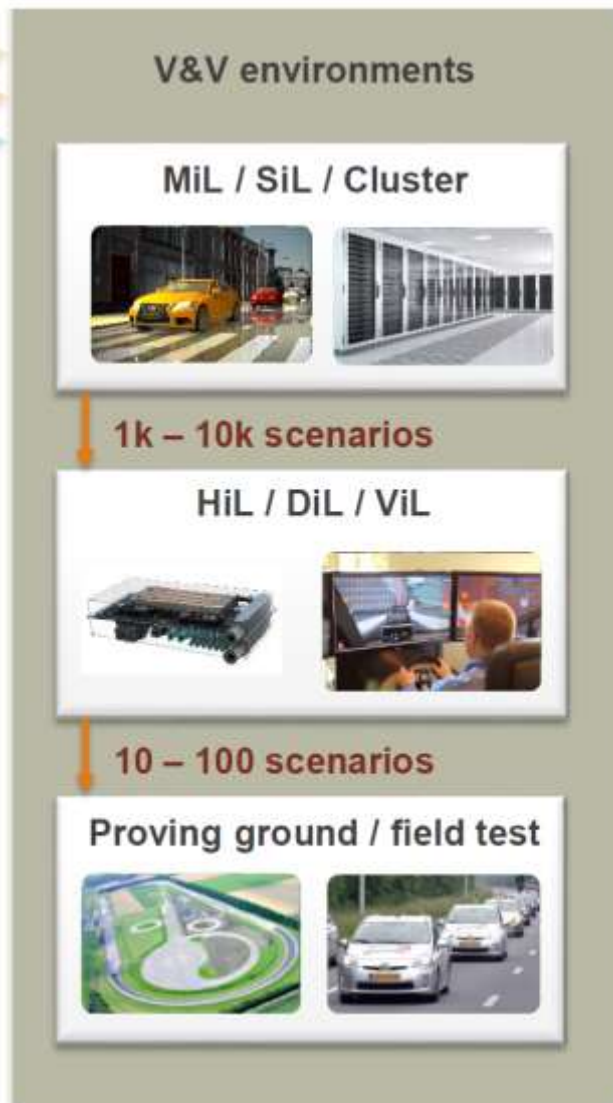 V&V environments
MiL / SiL / Cluster
1k – 10k scenarios
HiL / DiL / ViL
10 – 100 scenarios
Proving ground / field test